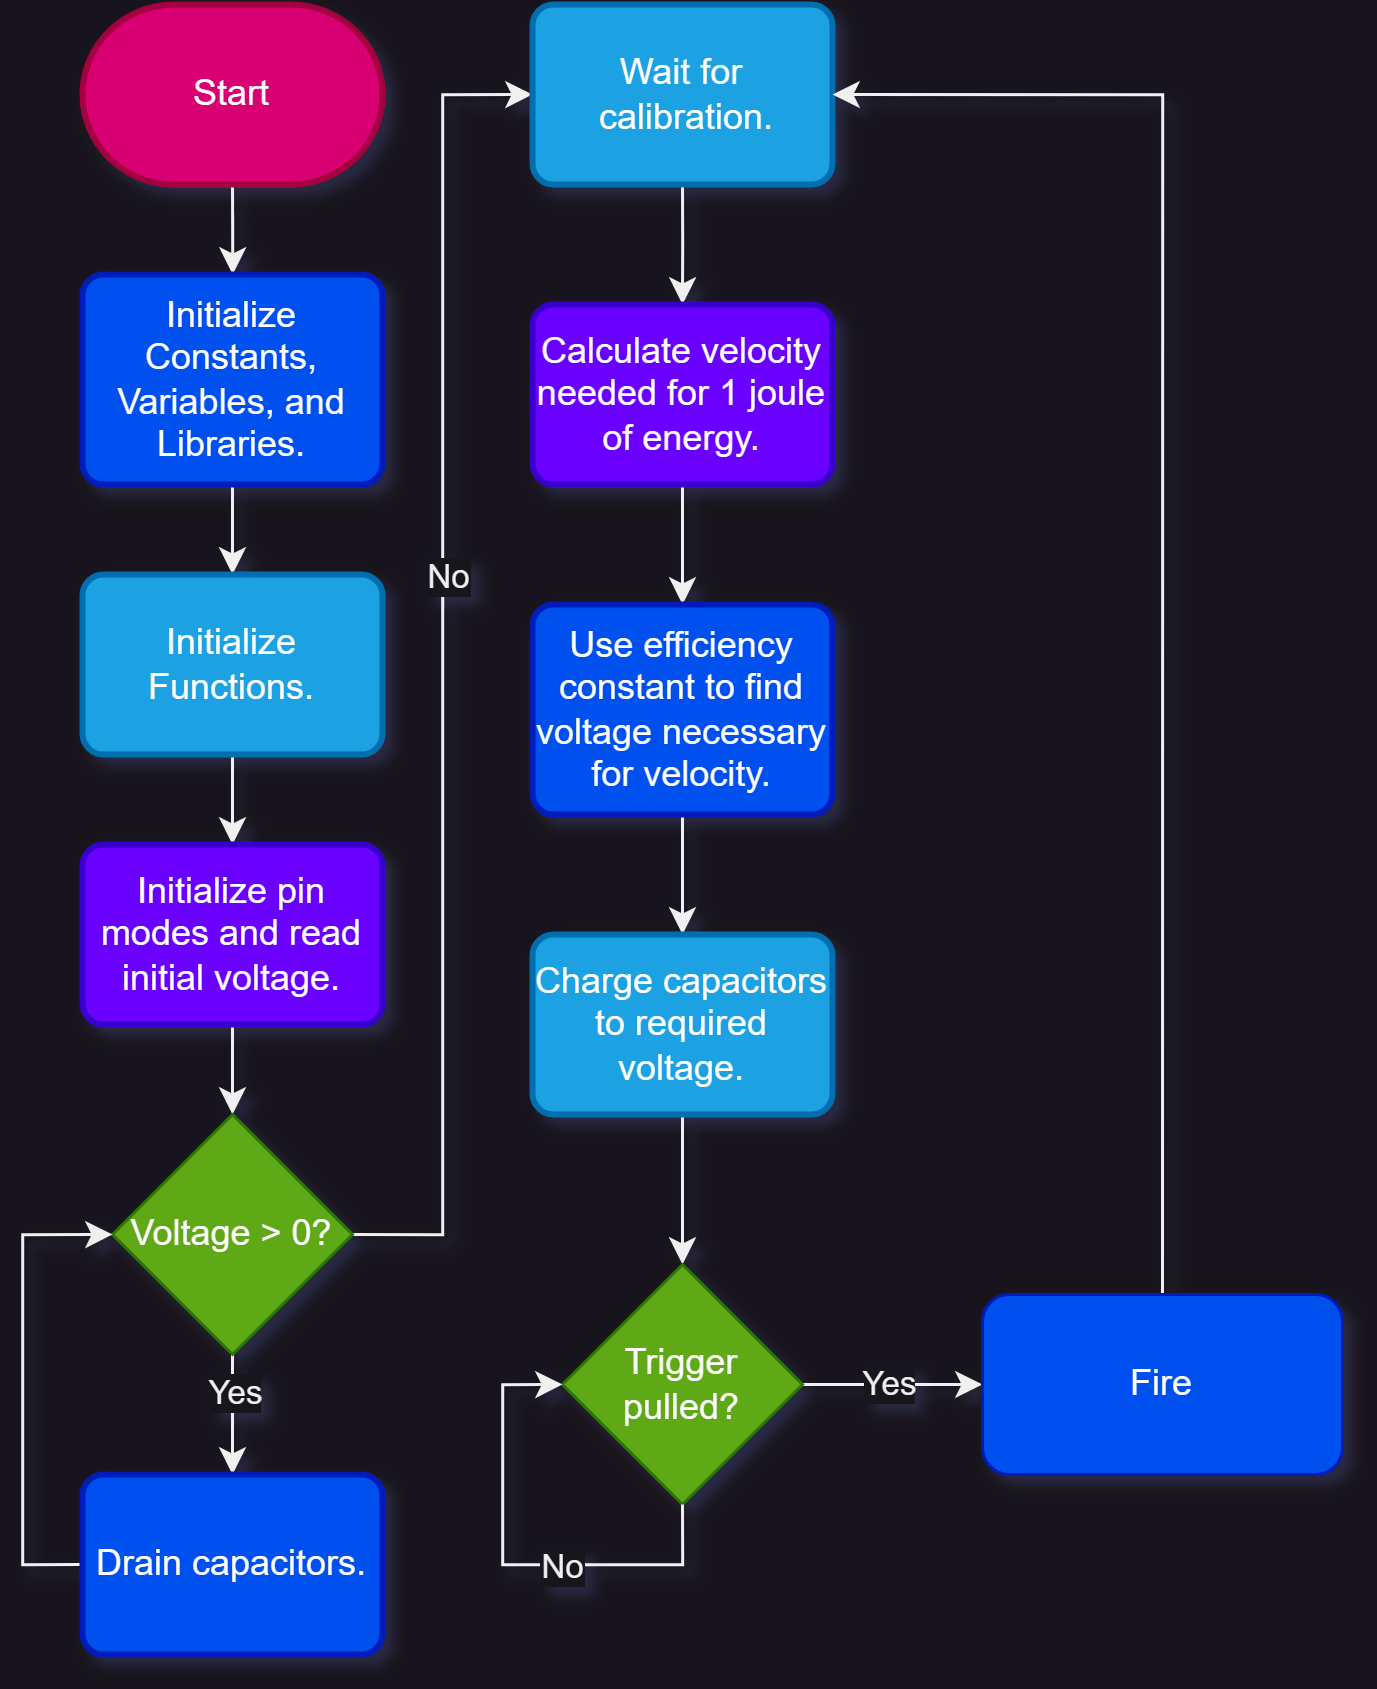 Start
Initialize
Constants,
Variables, and
Libraries.
Initialize
Functions.
Initialize pin
modes and read
initial voltage.
Voltage > 0?
Yes
Drain capacitors.
No
Wait for
calibration.
Calculate velocity
needed for 1 joule
of energy.
Use efficiency
constant to find
voltage necessary
for velocity.
Charge capacitors
to required
voltage.
Trigger
pulled?
No
Yes
Fire